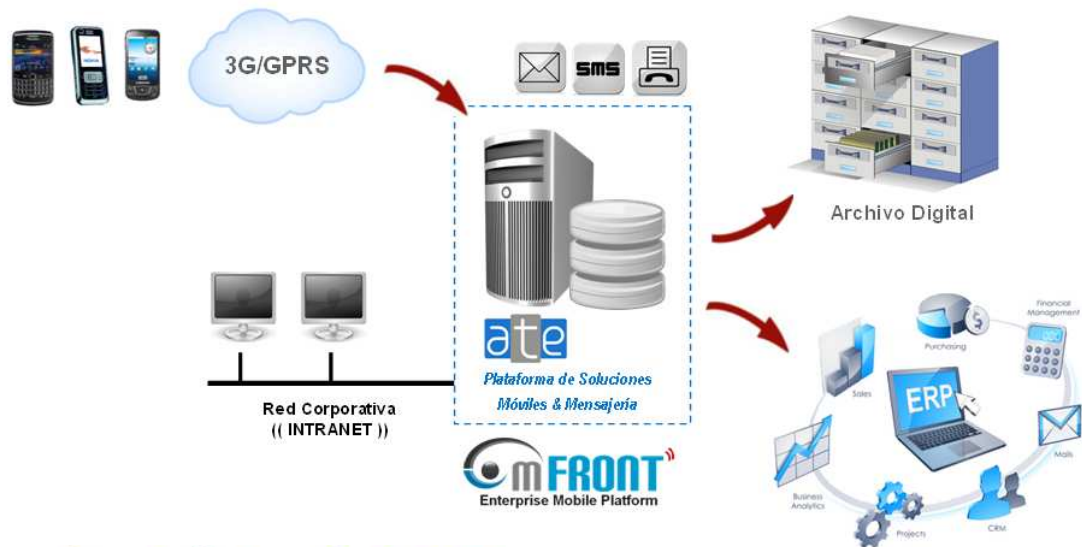 3G/GPRS
SMS
Archivo Digital
ate
Plataforma de Soluciones
Móviles & Mensajería
Red Corporativa
(( INTRANET ))
mFRONT
Enterprise Mobile Platform
Financial
Management
Purchasing
Sales
ERP
Mails
Business
Analytics
CRM
Projects